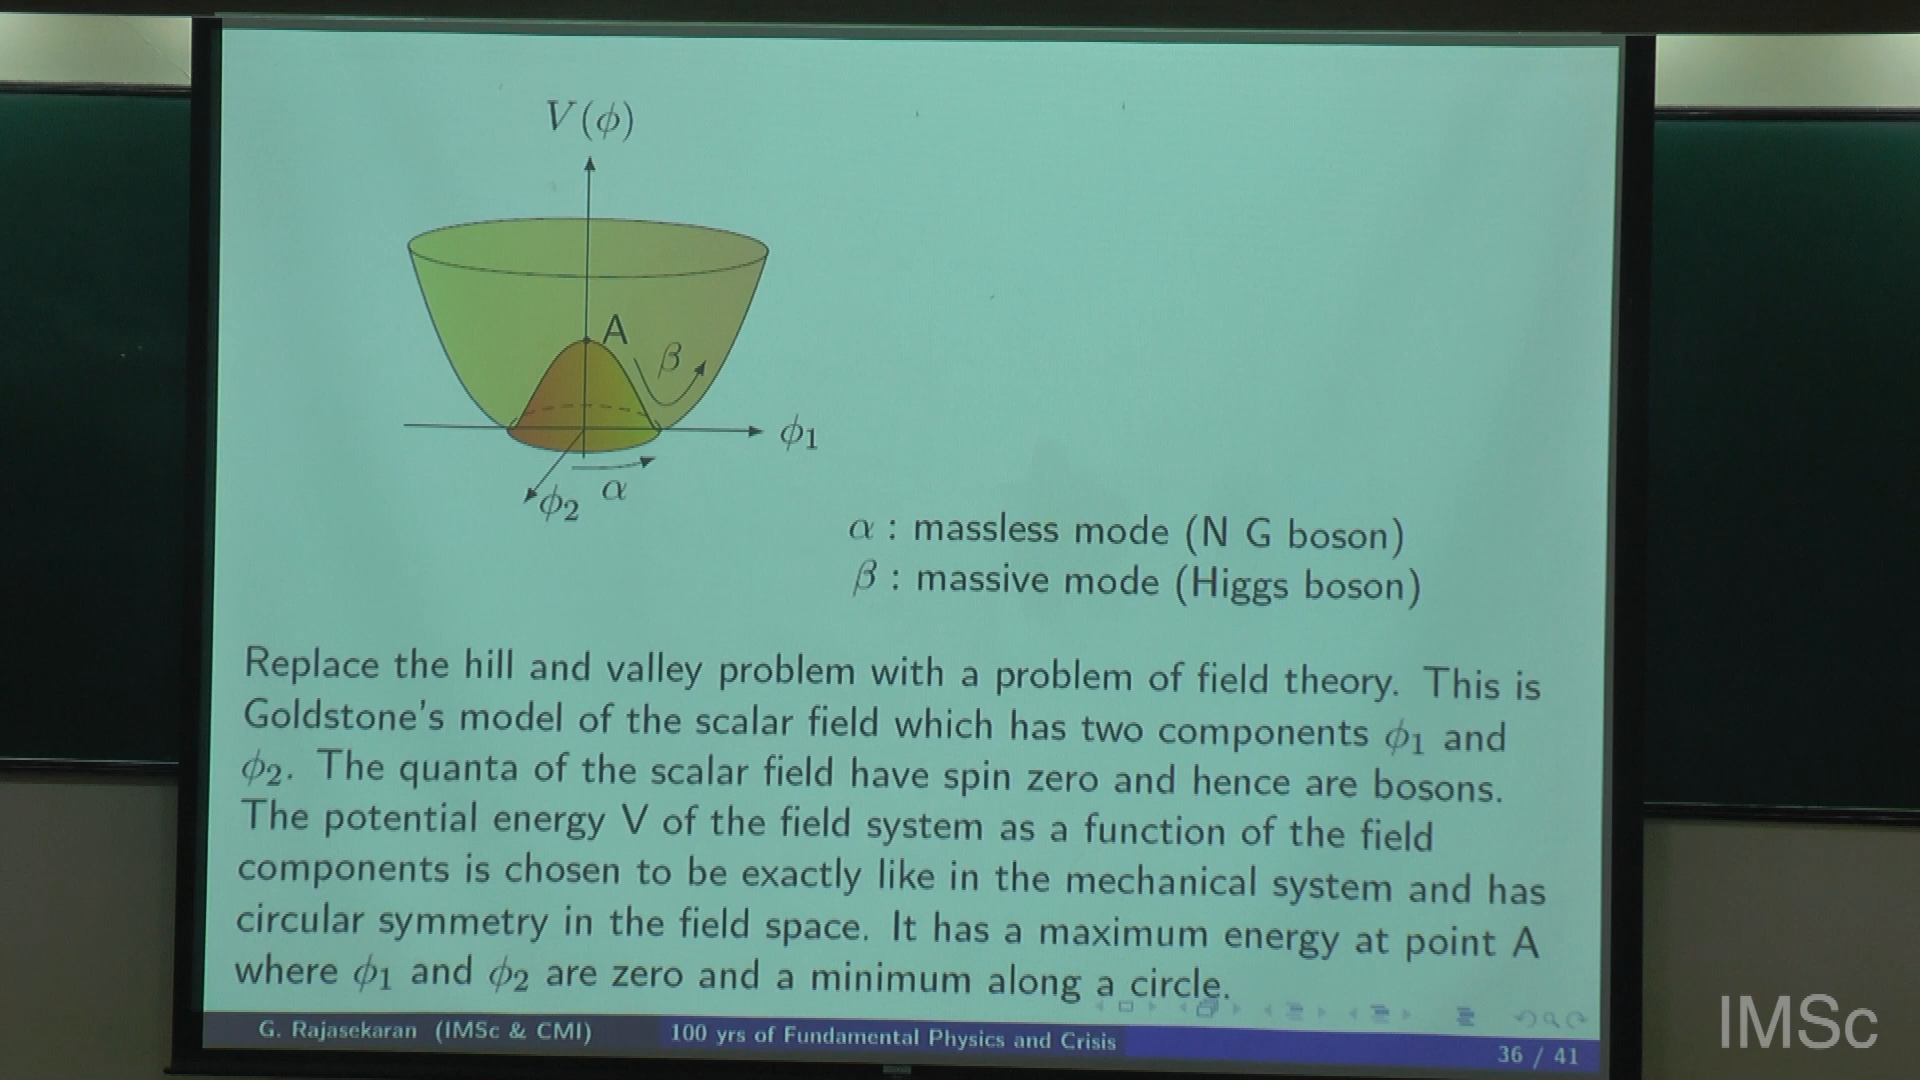 V(ϕ)
A
β
ϕ1
α
ϕ2
α : massless mode (N G boson)
β : massive mode (Higgs boson)
Replace the hill and valley problem with a problem of field theory. This is
Goldstone's model of the scalar field which has two components ϕ1 and
ϕ2. The quanta of the scalar field have spin zero and hence are bosons.
The potential energy V of the field system as a function of the field
components is chosen to be exactly like in the mechanical system and has
circular symmetry in the field space. It has a maximum energy at point A
where ϕ1 and ϕ2 are zero and a minimum along a circle.
G. Rajasekaran (IMSc & CMI) 100 yrs of Fundamental Physics and Crisis
36 / 41
IMSc